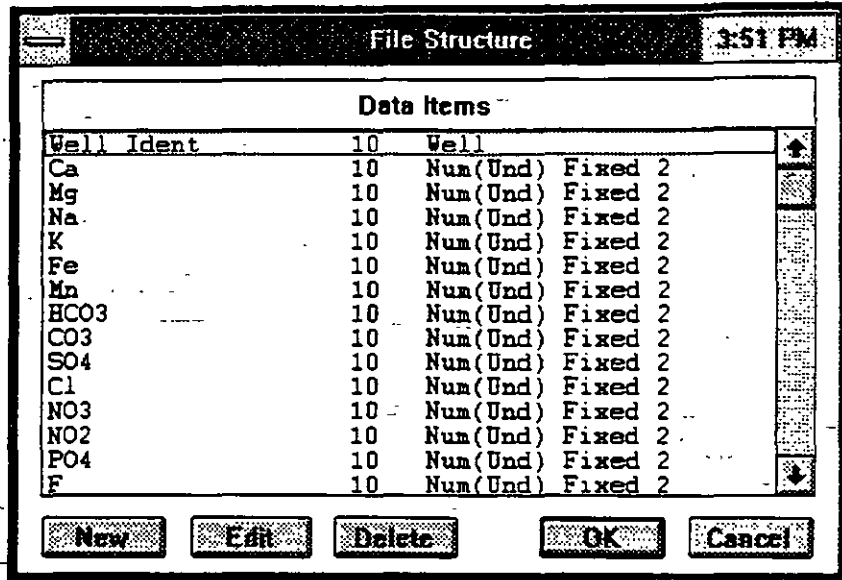 File Structure 3:51 PM
Data Items
Well Ident 10 Well
Ca 10 Num(Und) Fixed 2
Mg 10 Num(Und) Fixed 2
Na 10 Num(Und) Fixed 2
K 10 Num(Und) Fixed 2
Fe 10 Num(Und) Fixed 2
Mn 10 Num(Und) Fixed 2
HCO3 10 Num(Und) Fixed 2
CO3 10 Num(Und) Fixed 2
SO4 10 Num(Und) Fixed 2
Cl 10 Num(Und) Fixed 2
NO3 10 Num(Und) Fixed 2
NO2 10 Num(Und) Fixed 2
PO4 10 Num(Und) Fixed 2
F 10 Num(Und) Fixed 2
New Edit Delete OK Cancel